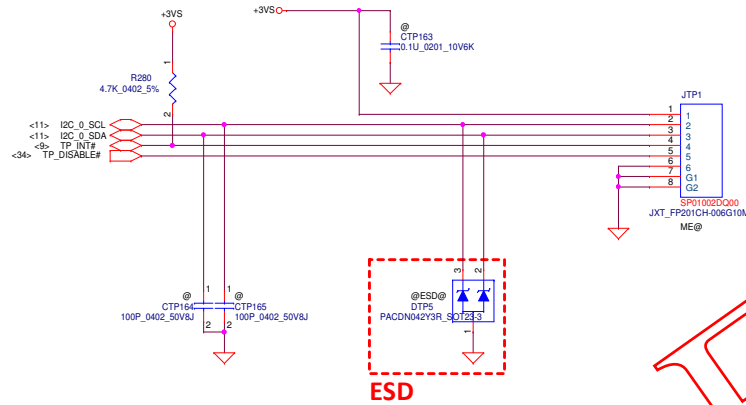 +3VS
+3VS
@
CTP163
0.1U_0201_10V6K
1
R280
4.7K_0402_5%
2
JTP1
<11> I2C_0_SCL
<11> I2C_0_SDA
<9> TP_INT#
<34> TP_DISABLE#
1 1
2 2
3 3
4 4
5 5
6 6
7 G1
8 G2
SP01002DQ00
JXT_FP201CH-006G10M
ME@
@
CTP164
100P_0402_50V8J
1
2
@
CTP165
100P_0402_50V8J
1
2
3
2
@ESD@
DTP5
PACDN042Y3R_SOT23-3
1
ESD